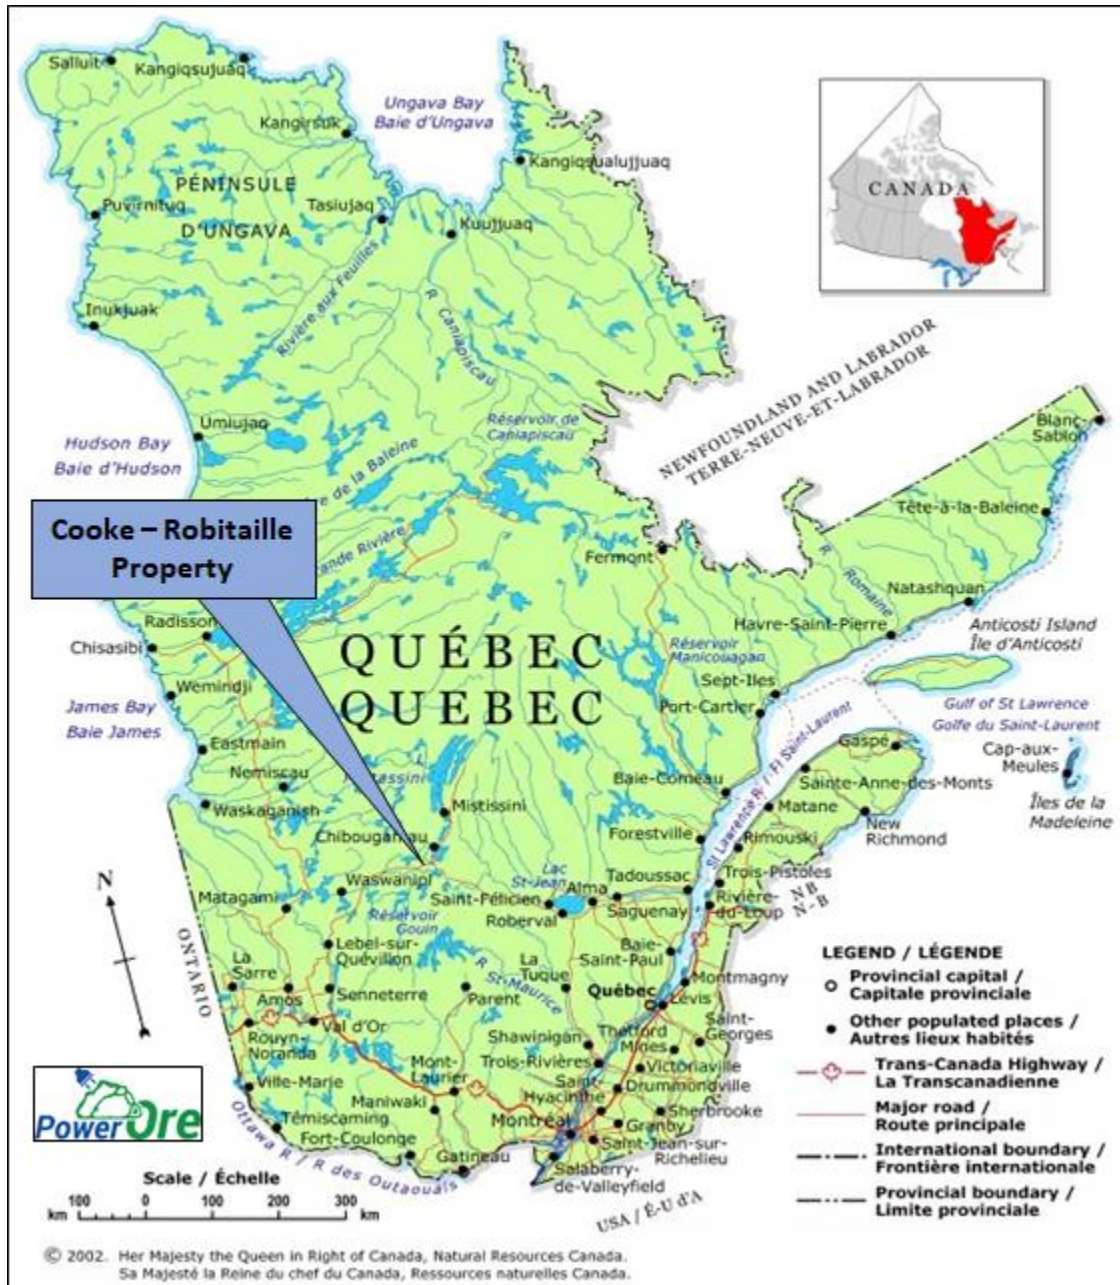 Salluit
Kangiqsujuaq
Ungava Bay
Baie d'Ungava
Kangirsuk
Kangiqsualujjuaq
CANADA
PÉNINSULE
D'UNGAVA
Puvirnituq
Tasiujaq
Kuujjuaq
Inukjuak
Rivière aux Feuilles
R Caniapiscau
NEWFOUNDLAND AND LABRADOR
TERRE-NEUVE-ET-LABRADOR
Blanc-
Sablon
Umiujaq
Réservoir de
Caniapiscau
Hudson Bay
Baie d'Hudson
de la Baleine
Tête-à-la-Baleine
Cooke – Robitaille
Property
Fermont
R Romaine
Natashquan
Radisson
Havre-Saint-Pierre
Anticosti Island
Île d'Anticosti
Chisasibi
QUÉBEC
QUEBEC
Réservoir
Manicouagan
Wemindji
Sept-Iles
Port-Cartier
Gulf of St Lawrence
Golfe du Saint-Laurent
James Bay
Baie James
Eastmain
Gaspé
Cap-aux-
Meules
Nemiscau
Baie-Comeau
Sainte-Anne-des-Monts
Îles de la
Madeleine
Waskaganish
Mistissini
Matane
St Lawrence R / Fl Saint-Laurent
New
Richmond
Forestville
Rimouski
Waswanipi
Lac
St-Jean
Alma
Tadoussac
Trois-Pistoles
NB
N-B
N
Matagami
Saint-Félicien
Roberval
Saguenay
Rivière-
du-Loup
Réservoir
Gouin
ONTARIO
Lebel-sur-
Quévillon
R St-Maurice
La
Tuque
Baie-
Saint-Paul
La
Sarre
Amos
Senneterre
Parent
Québec
Montmagny
Lévis
Rouyn-
Noranda
Val d'Or
Shawinigan
Thetford
Mines
Saint-
Georges
Mont-
Laurier
Trois-Rivières
Victoriaville
Ville-Marie
Maniwaki
Saint-
Hyacinthe
Drummondville
Témiscaming
Montréal
Sherbrooke
Granby
Fort-Coulonge
Gatineau
Saint-Jean-sur-
Richelieu
Salaberry-
de-Valleyfield
Ottawa R / R des Outaouais
USA / É-U d'A
PowerOre
LEGEND / LÉGENDE
Provincial capital /
Capitale provinciale
Other populated places /
Autres lieux habités
Trans-Canada Highway /
La Transcanadienne
Major road /
Route principale
International boundary /
Frontière internationale
Provincial boundary /
Limite provinciale
Scale / Échelle
km 100 0 100 200 300 km
© 2002. Her Majesty the Queen in Right of Canada, Natural Resources Canada.
Sa Majesté la Reine du chef du Canada, Ressources naturelles Canada.